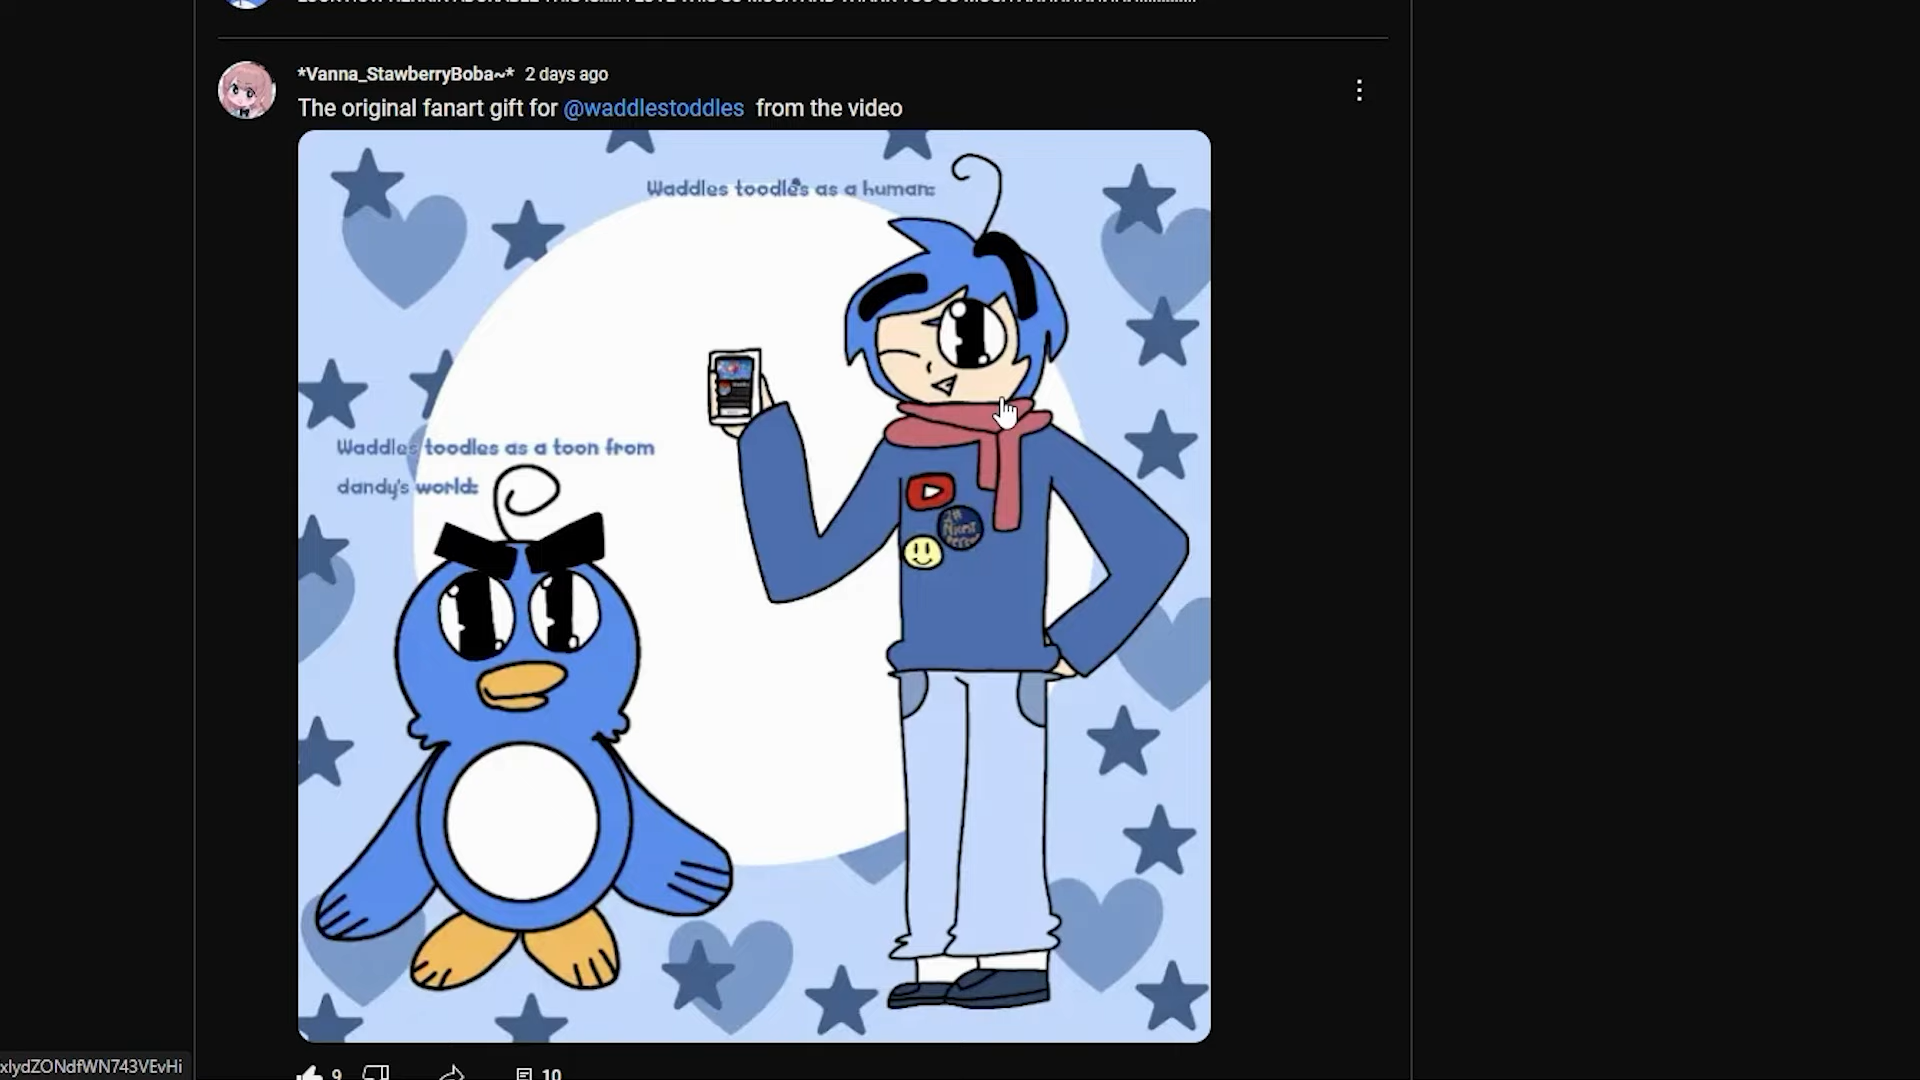 *Vanna_StawberryBoba~* 2 days ago
The original fanart gift for @waddlestoddles from the video
Waddles toodles as a human:
Waddles toodles as a toon from
dandy's world:
xlydZONdfWN743VEvHi
9
10